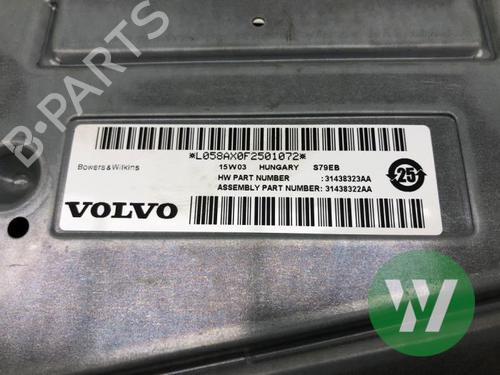 B-PARTS
*L058AX0F2501072*
Bowers & Wilkins
15W03 HUNGARY S79EB
HW PART NUMBER : 31438323AA
ASSEMBLY PART NUMBER: 31438322AA
25
VOLVO
W